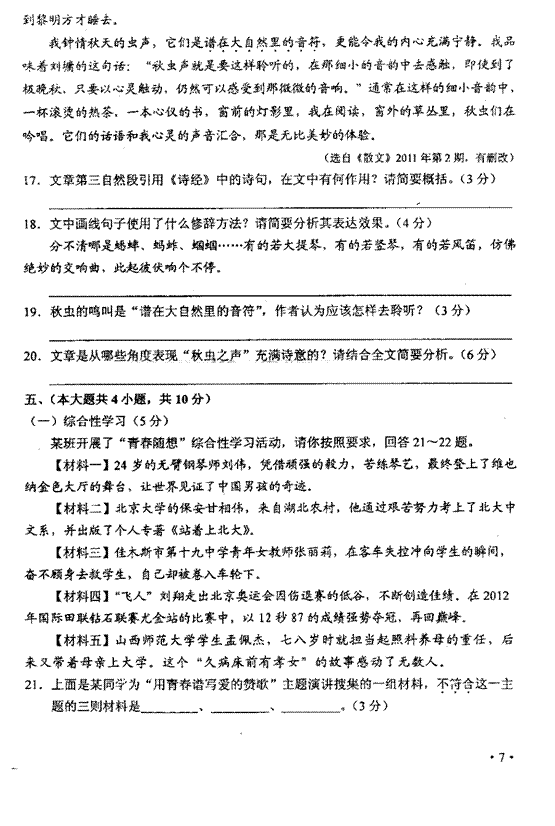 到黎明方才睡去。
我钟情秋天的虫声，它们是谱在大自然里的音符，更能令我的内心充满宁静。我品
味着刘墉的这句话：“秋虫声就是要这样聆听的，在那细小的音韵中去感触，即使到了
极晚秋、只要以心灵触动，仍然可以感受到那微微的音响。”通常在这样的细小音韵中，
一杯滚烫的热茶，一本心仪的书，窗前的灯影里，我在阅读，窗外的草丛里，秋虫们在
吟唱。它们的话语和我心灵的声音汇合，那是无比美妙的体验。
（选自《散文》2011年第2期，有删改）
17．文章第三自然段引用《诗经》中的诗句，在文中有何作用？请简要概括。（3分）
18．文中画线句子使用了什么修辞方法？请简要分析其表达效果。（4分）
分不清哪是蟋蟀、蚂蚱、蝈蝈……有的若大提琴，有的若竖琴，有的若风笛，仿佛
绝妙的交响曲，此起彼伏响个不停。
19．秋虫的鸣叫是“谱在大自然里的音符”，作者认为应该怎样去聆听？（3分）
20．文章是从哪些角度表现“秋虫之声”充满诗意的？请结合全文简要分析。（6分）
五、（本大题共4小题，共10分）
（一）综合性学习（5分）
某班开展了“青春随想”综合性学习活动，请你按照要求，回答21～22题。
【材料一】24岁的无臂钢琴师刘伟，凭借顽强的毅力，苦练琴艺，最终登上了维也
纳金色大厅的舞台，让世界见证了中国男孩的奇迹。
【材料二】北京大学的保安甘相伟，来自湖北农村，他通过艰苦努力考上了北大中
文系，并出版了个人专著《站着上北大》。
【材料三】佳木斯市第十九中学青年女教师张丽莉，在客车失控冲向学生的瞬间，
奋不顾身去救学生，自己却被卷入车轮下。
【材料四】“飞人”刘翔走出北京奥运会因伤退赛的低谷，不断创造佳绩。在2012
年国际田联钻石联赛尤金站的比赛中，以12秒87的成绩强势夺冠，再回巅峰。
【材料五】山西师范大学学生孟佩杰，七八岁时就担当起照料养母的重任，后
来又带着母亲上大学。这个“久病床前有孝女”的故事感动了无数人。
21．上面是某同学为“用青春谱写爱的赞歌”主题演讲搜集的一组材料，不符合这一主
题的三则材料是________、________、________。（3分）
·7·